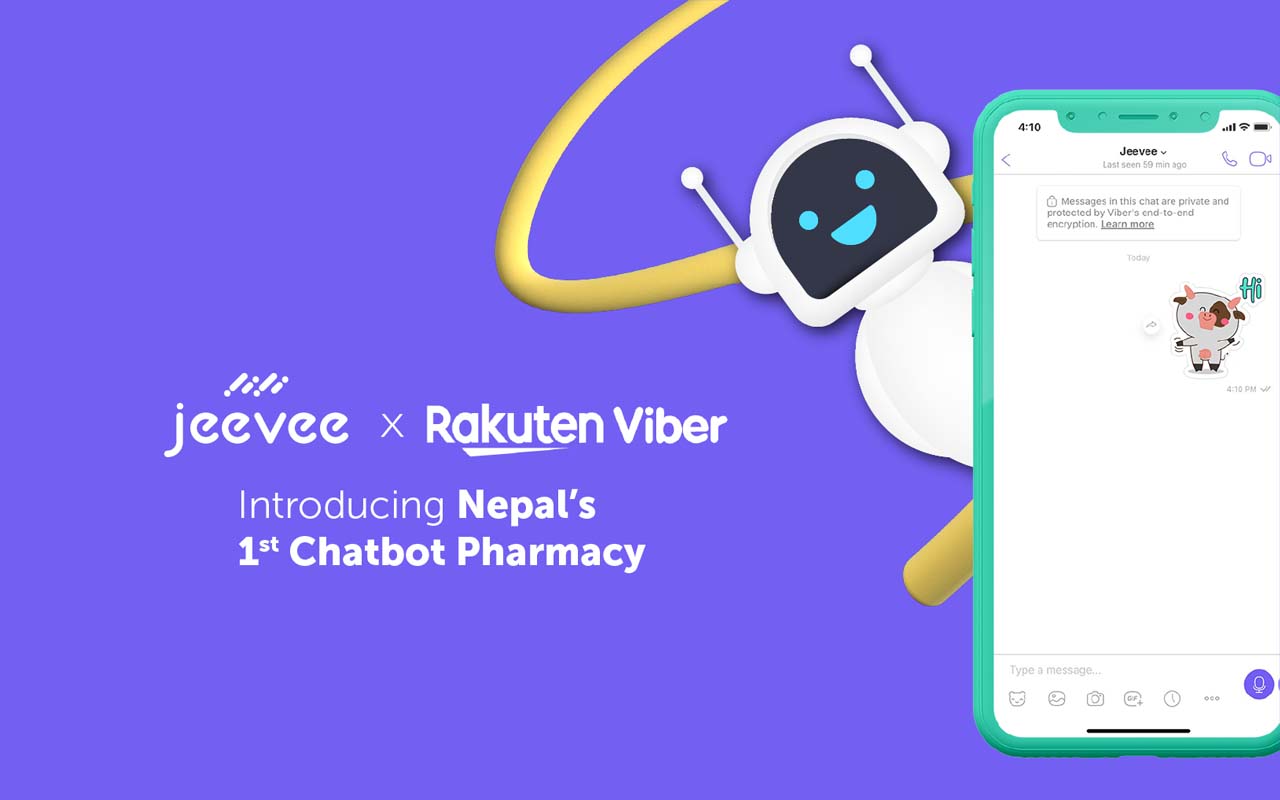 jeevee x Rakuten Viber
Introducing Nepal's
1st Chatbot Pharmacy
4:10
Jeevee
Last seen 59 min ago
Messages in this chat are private and
protected by Viber's end-to-end
encryption. Learn more
Today
Hi
4:10 PM
Type a message...
GIF